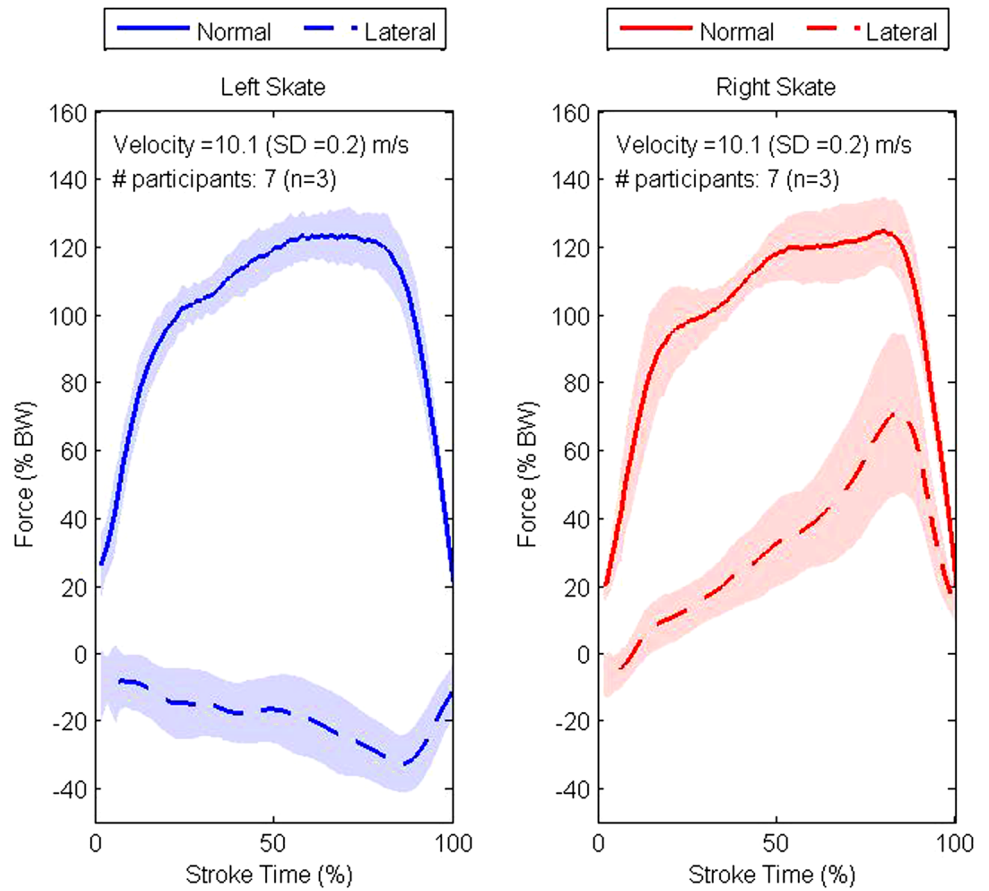 Normal Lateral
Normal Lateral
Left Skate
Velocity =10.1 (SD =0.2) m/s
# participants: 7 (n=3)
Force (% BW)
160
140
120
100
80
60
40
20
0
-20
-40
0 50 100
Stroke Time (%)
Right Skate
Velocity =10.1 (SD =0.2) m/s
# participants: 7 (n=3)
Force (% BW)
160
140
120
100
80
60
40
20
0
-20
-40
0 50 100
Stroke Time (%)